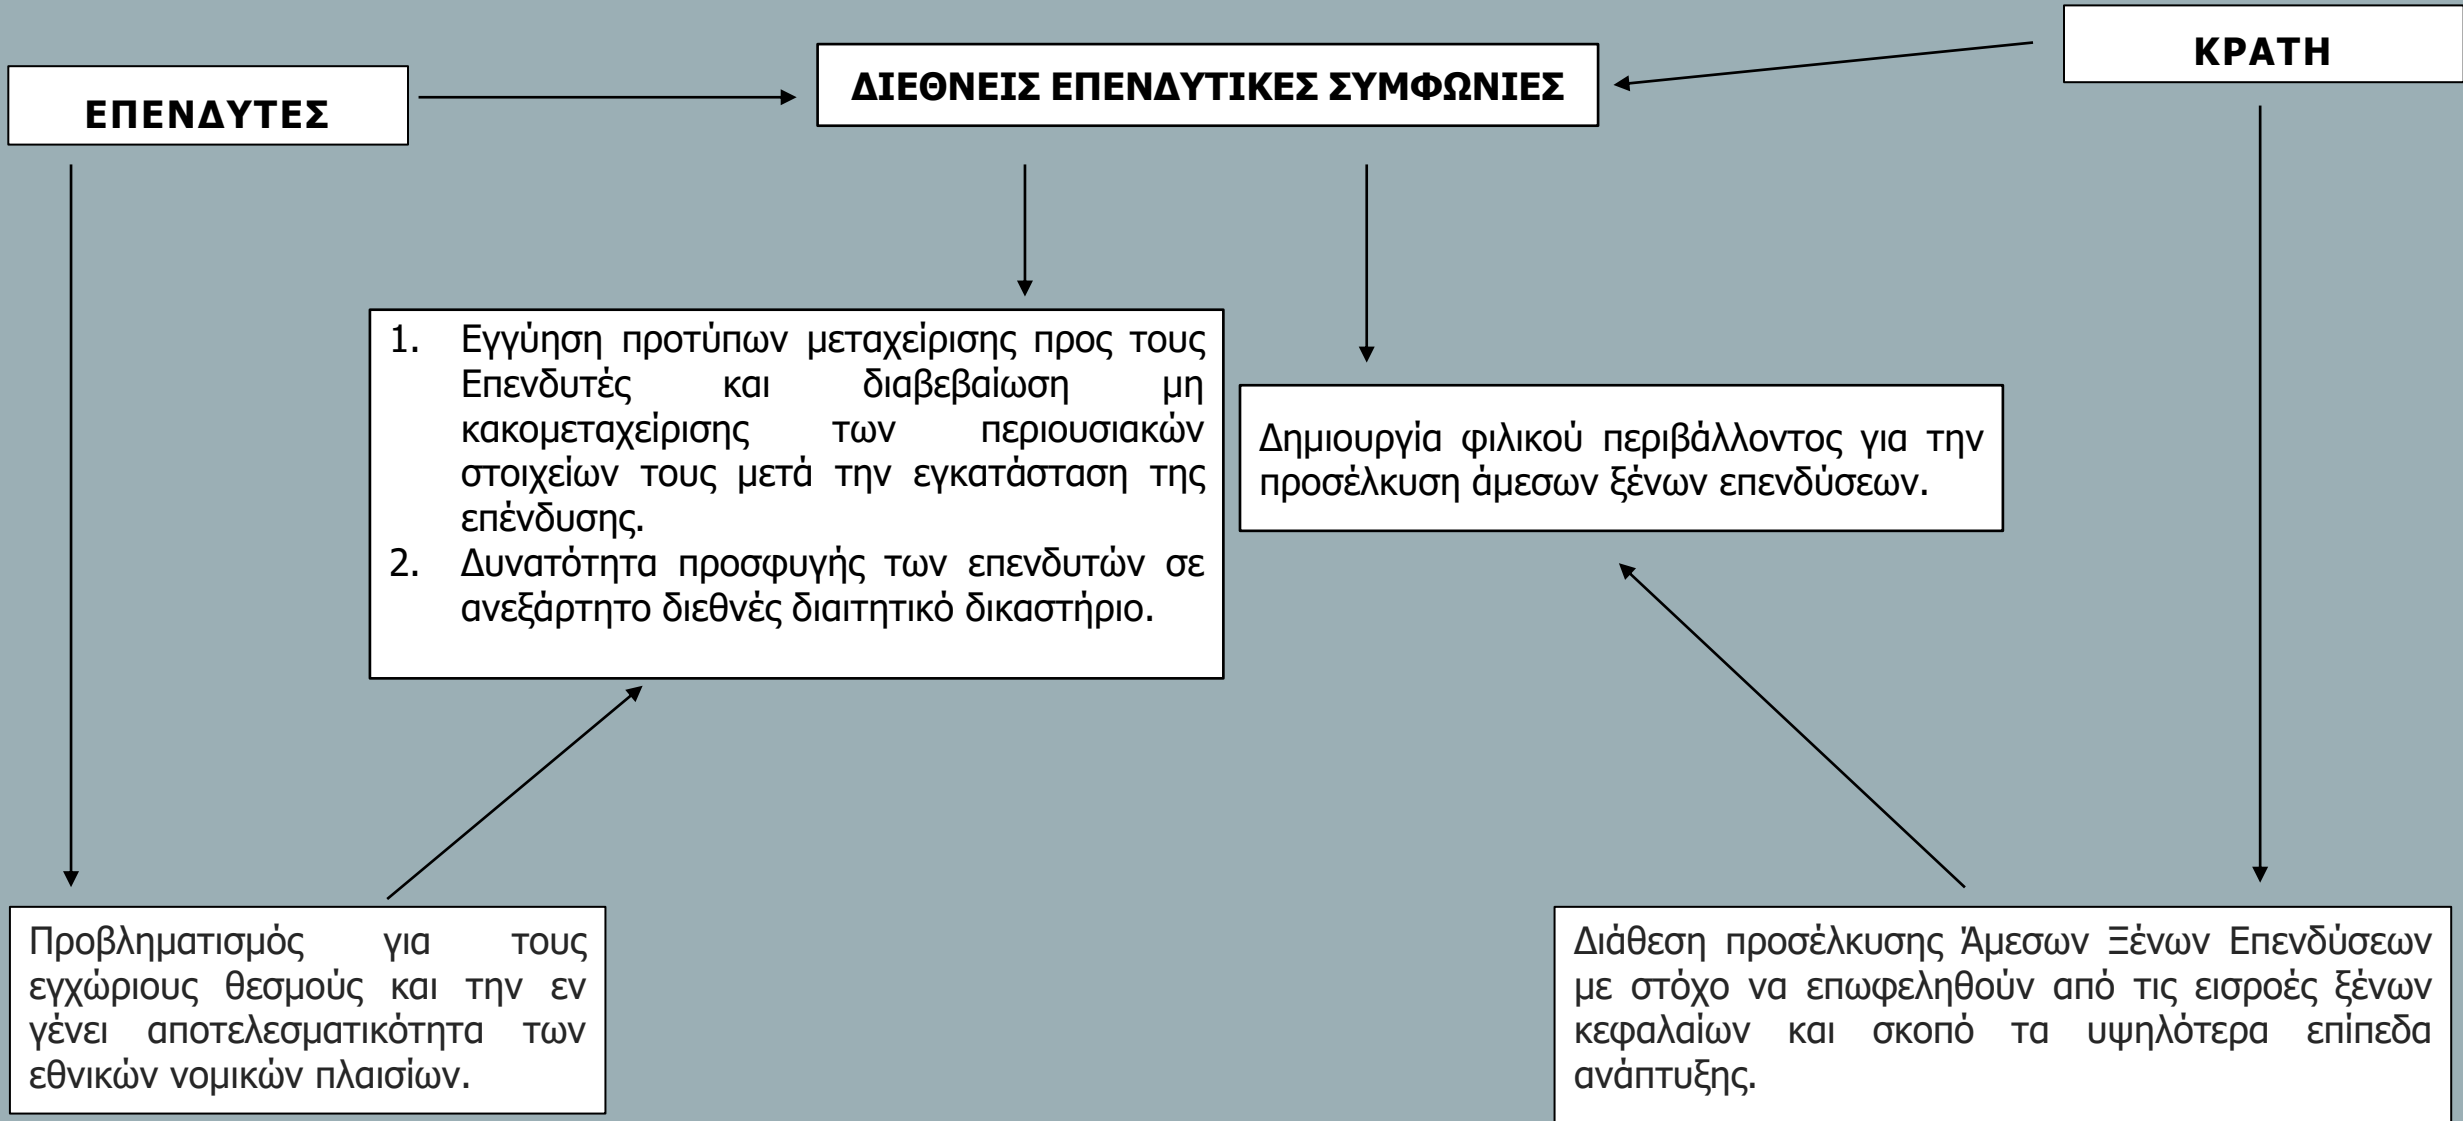 ΕΠΕΝΔΥΤΕΣ
ΔΙΕΘΝΕΙΣ ΕΠΕΝΔΥΤΙΚΕΣ ΣΥΜΦΩΝΙΕΣ
ΚΡΑΤΗ
1. Εγγύηση προτύπων μεταχείρισης προς τους
Επενδυτές και διαβεβαίωση μη
κακομεταχείρισης των περιουσιακών
στοιχείων τους μετά την εγκατάσταση της
επένδυσης.
2. Δυνατότητα προσφυγής των επενδυτών σε
ανεξάρτητο διεθνές διαιτητικό δικαστήριο.
Δημιουργία φιλικού περιβάλλοντος για την
προσέλκυση άμεσων ξένων επενδύσεων.
Προβληματισμός για τους
εγχώριους θεσμούς και την εν
γένει αποτελεσματικότητα των
εθνικών νομικών πλαισίων.
Διάθεση προσέλκυσης Άμεσων Ξένων Επενδύσεων
με στόχο να επωφεληθούν από τις εισροές ξένων
κεφαλαίων και σκοπό τα υψηλότερα επίπεδα
ανάπτυξης.